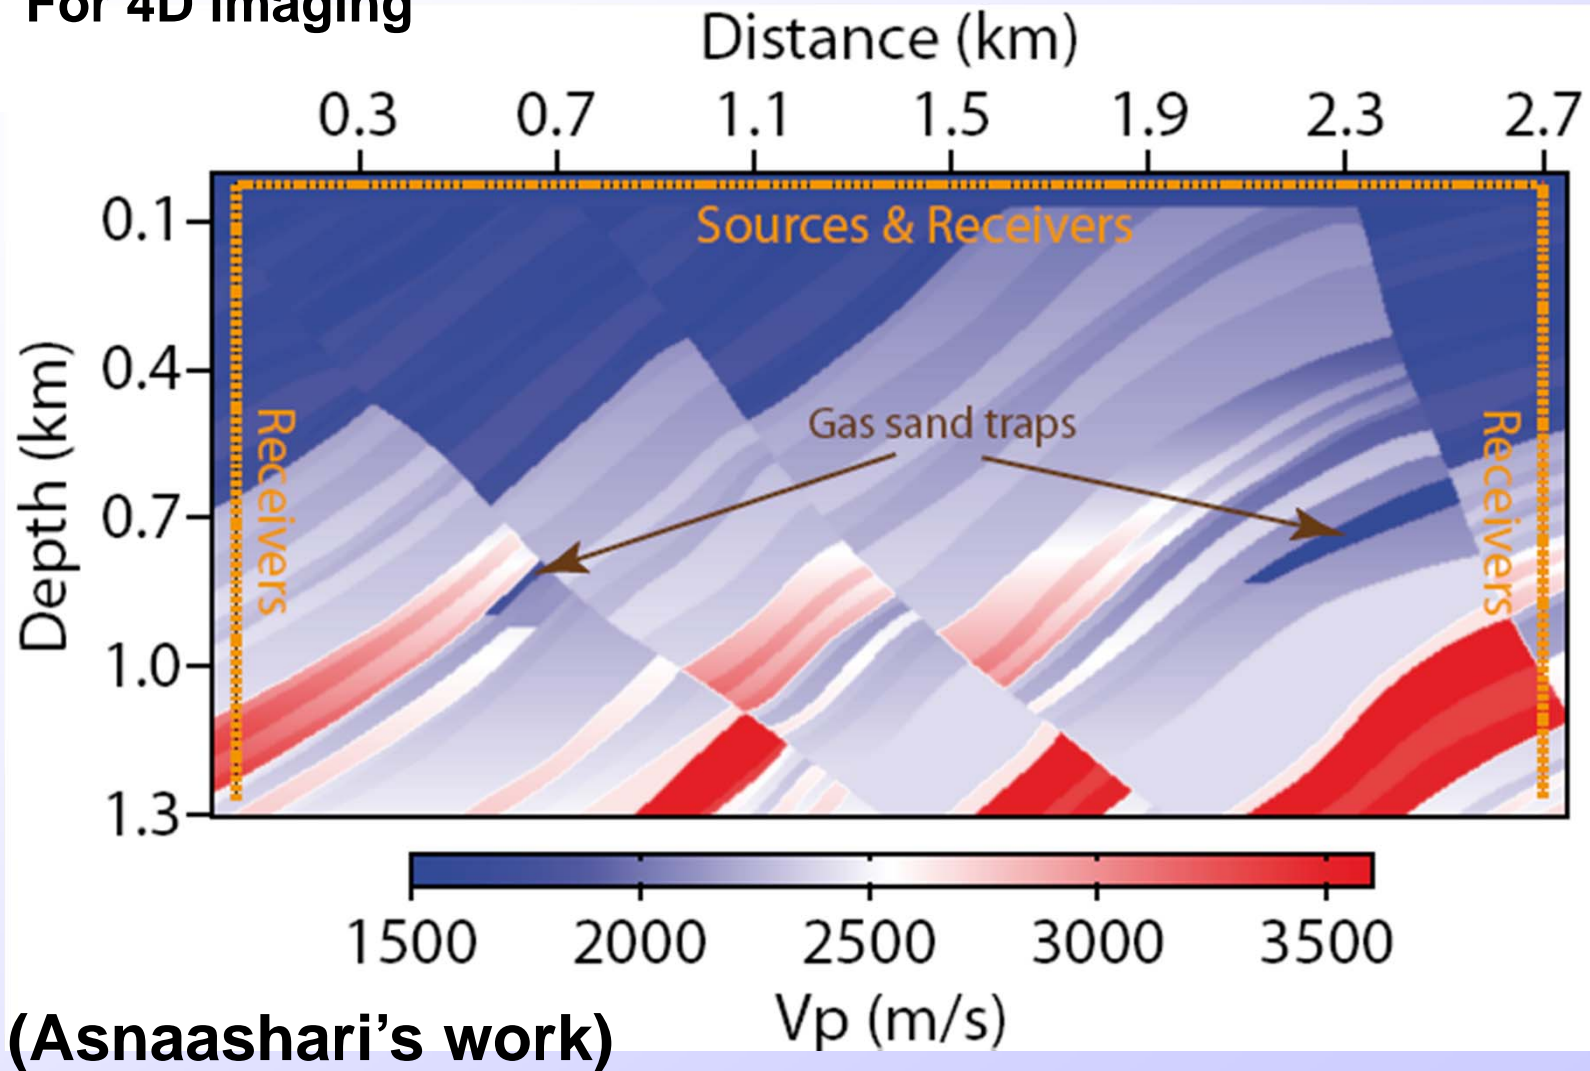 For 4D imaging
Distance (km)
0.3 0.7 1.1 1.5 1.9 2.3 2.7
Depth (km)
0.1
0.4
0.7
1.0
1.3
Sources & Receivers
Receivers
Gas sand traps
Receivers
1500 2000 2500 3000 3500
Vp (m/s)
(Asnaashari’s work)